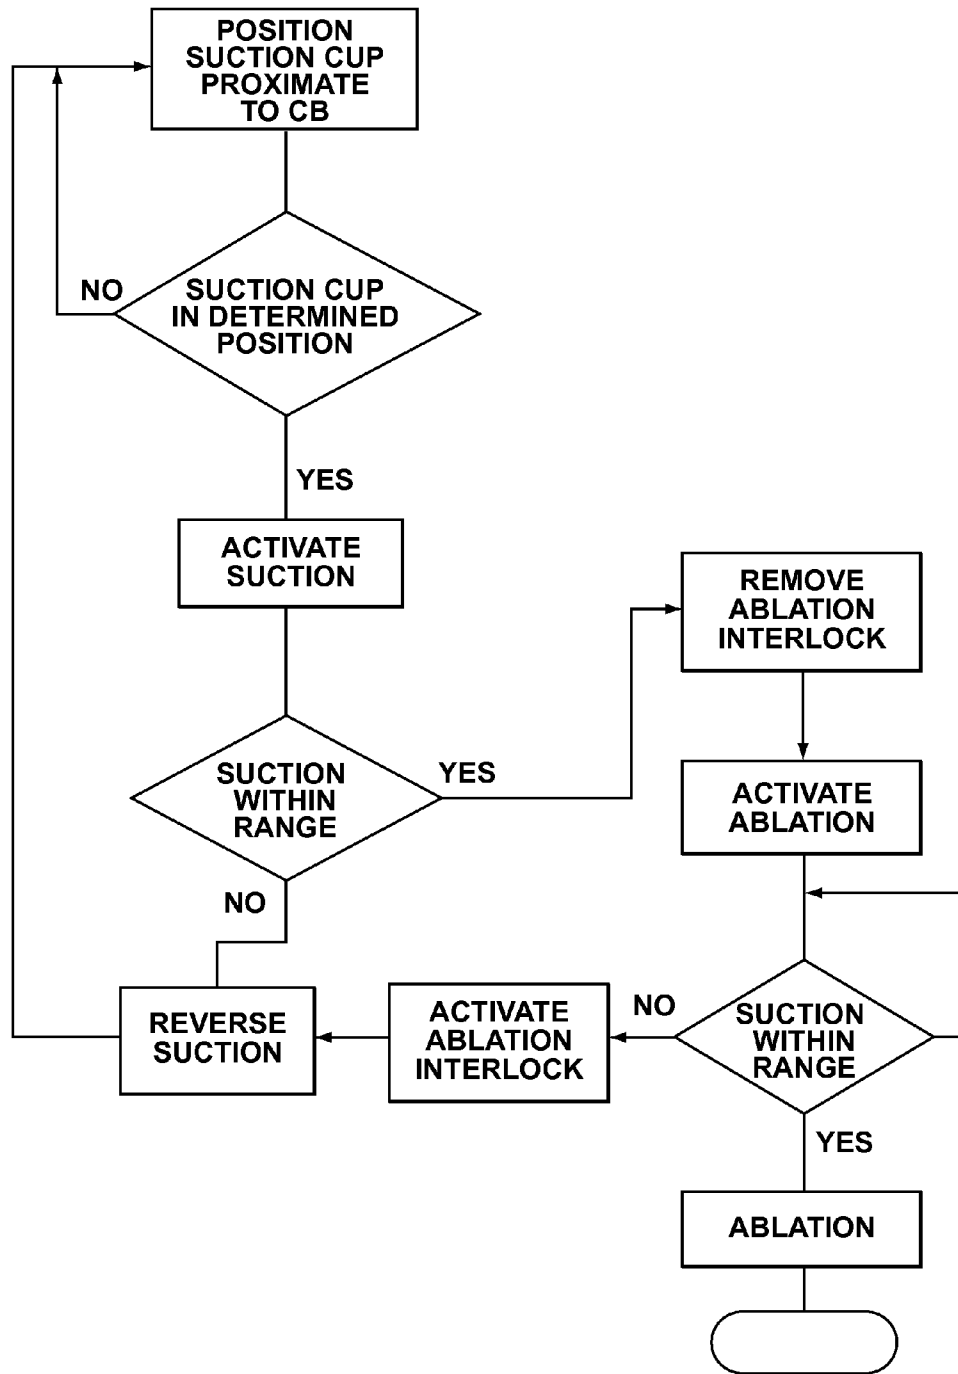 POSITION
SUCTION CUP
PROXIMATE
TO CB
NO
SUCTION CUP
IN DETERMINED
POSITION
YES
ACTIVATE
SUCTION
REMOVE
ABLATION
INTERLOCK
SUCTION
WITHIN
RANGE
YES
ACTIVATE
ABLATION
NO
REVERSE
SUCTION
ACTIVATE
ABLATION
INTERLOCK
NO
SUCTION
WITHIN
RANGE
YES
ABLATION